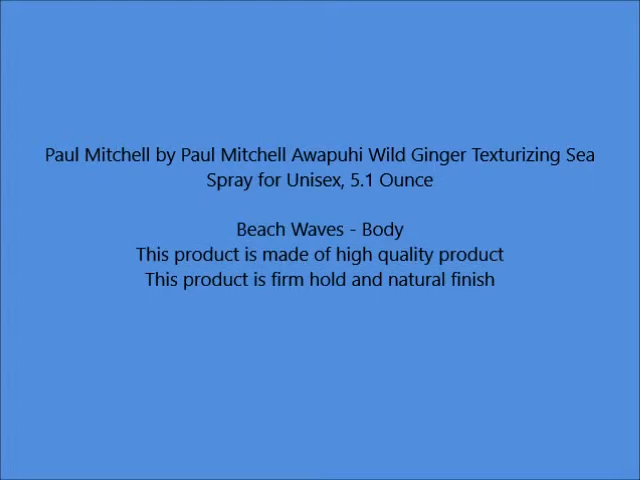 Paul Mitchell by Paul Mitchell Awapuhi Wild Ginger Texturizing Sea
Spray for Unisex, 5.1 Ounce
Beach Waves - Body
This product is made of high quality product
This product is firm hold and natural finish